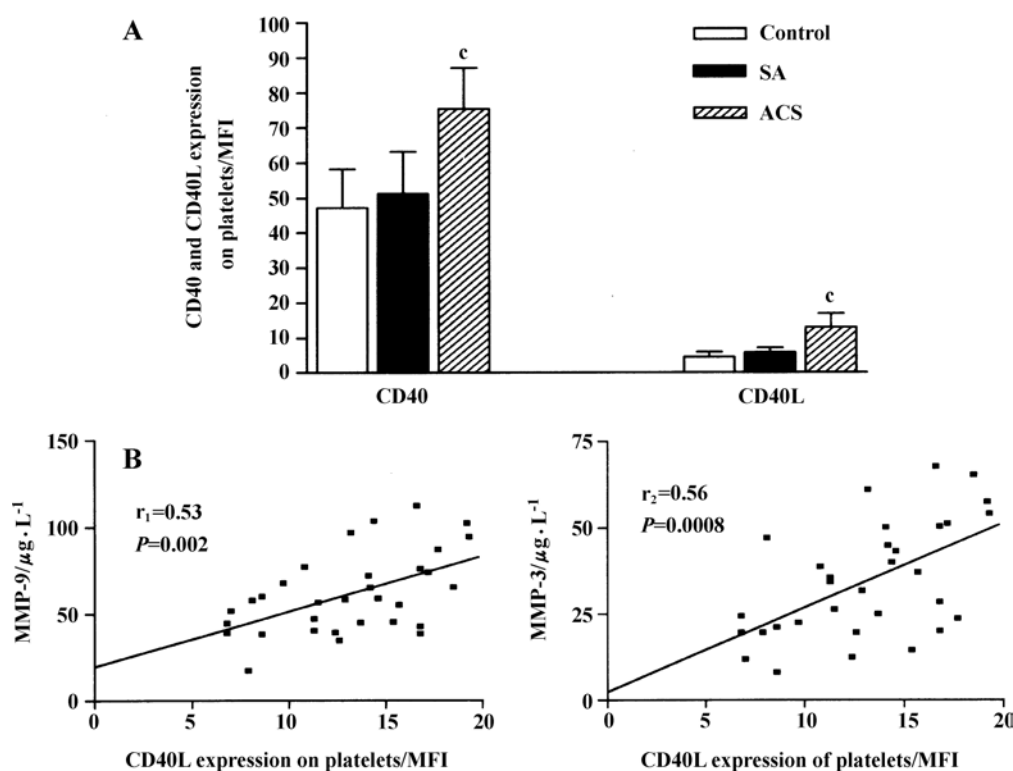 A
CD40 and CD40L expression
on platelets/MFI
100
90
80
70
60
50
40
30
20
10
0
c
c
CD40
CD40L
Control
SA
ACS
B
MMP-9/μg·L⁻¹
150
100
50
0
r₁=0.53
P=0.002
0 5 10 15 20
CD40L expression on platelets/MFI
MMP-3/μg·L⁻¹
75
50
25
0
r₂=0.56
P=0.0008
0 5 10 15 20
CD40L expression of platelets/MFI